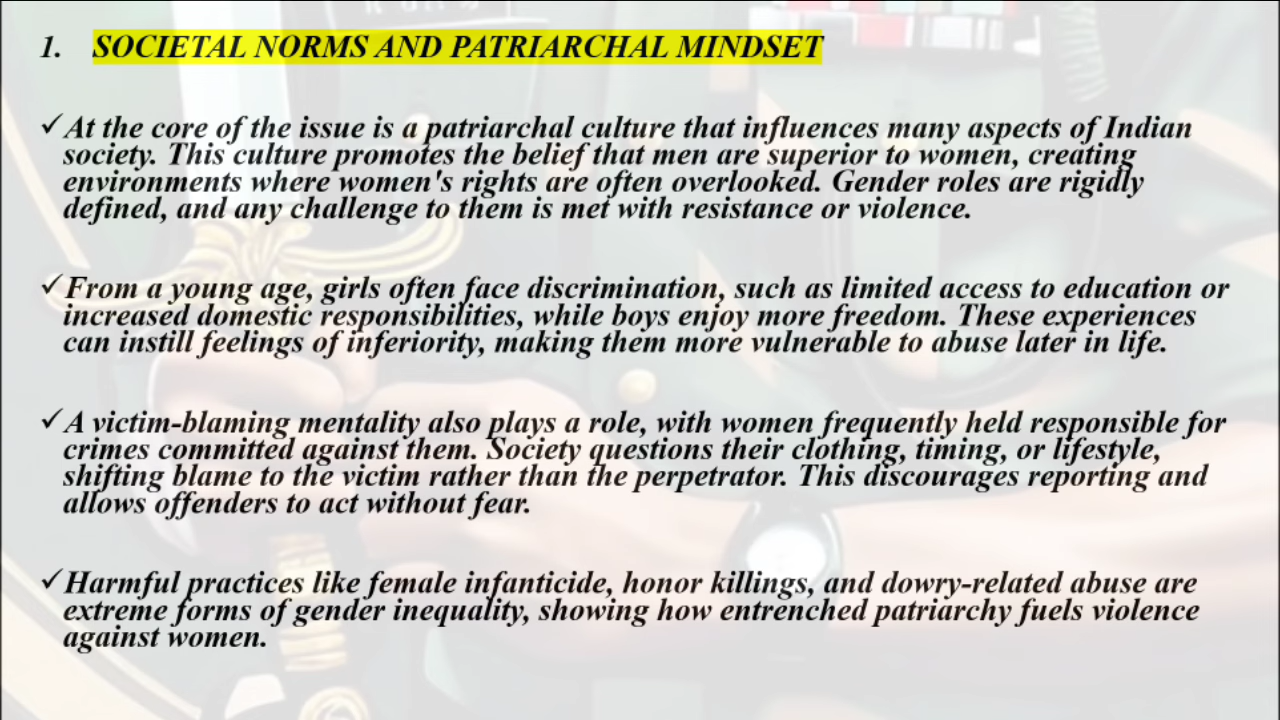 1. SOCIETAL NORMS AND PATRIARCHAL MINDSET
✓At the core of the issue is a patriarchal culture that influences many aspects of Indian
society. This culture promotes the belief that men are superior to women, creating
environments where women's rights are often overlooked. Gender roles are rigidly
defined, and any challenge to them is met with resistance or violence.
✓From a young age, girls often face discrimination, such as limited access to education or
increased domestic responsibilities, while boys enjoy more freedom. These experiences
can instill feelings of inferiority, making them more vulnerable to abuse later in life.
✓A victim-blaming mentality also plays a role, with women frequently held responsible for
crimes committed against them. Society questions their clothing, timing, or lifestyle,
shifting blame to the victim rather than the perpetrator. This discourages reporting and
allows offenders to act without fear.
✓Harmful practices like female infanticide, honor killings, and dowry-related abuse are
extreme forms of gender inequality, showing how entrenched patriarchy fuels violence
against women.